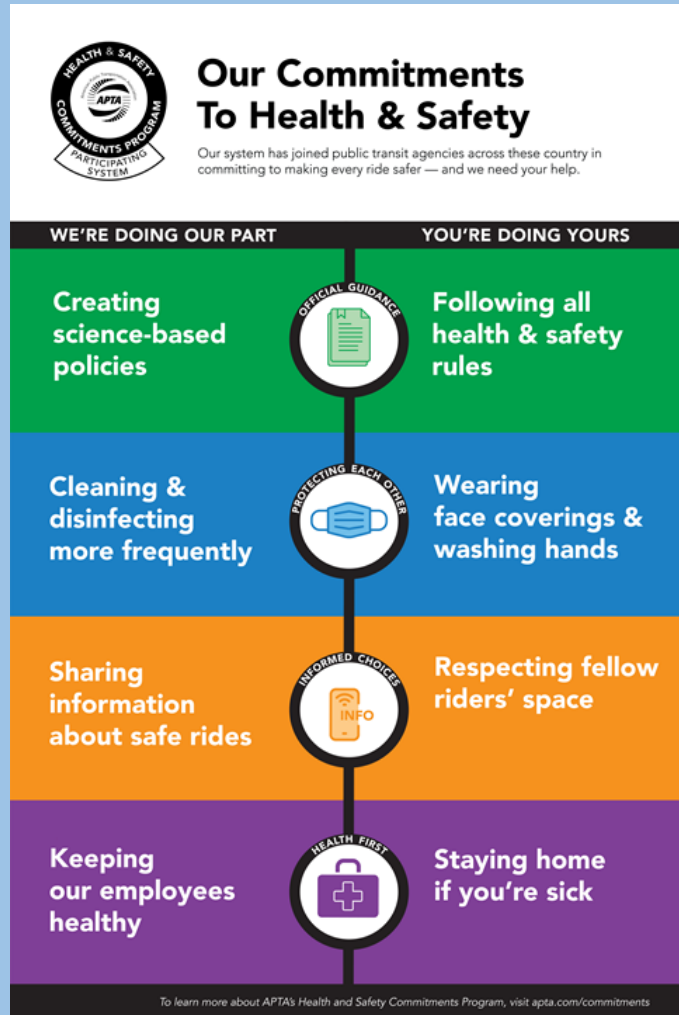 HEALTH & SAFETY
COMMITMENTS PROGRAM
APTA
PARTICIPATING
SYSTEM
Our Commitments
To Health & Safety
Our system has joined public transit agencies across these country in
committing to making every ride safer — and we need your help.
WE'RE DOING OUR PART
YOU'RE DOING YOURS
Creating
science-based
policies
OFFICIAL GUIDANCE
Following all
health & safety
rules
Cleaning &
disinfecting
more frequently
PROTECTING EACH OTHER
Wearing
face coverings &
washing hands
Sharing
information
about safe rides
INFORMED CHOICES
INFO
Respecting fellow
riders' space
Keeping
our employees
healthy
HEALTH FIRST
Staying home
if you're sick
To learn more about APTA's Health and Safety Commitments Program, visit apta.com/commitments